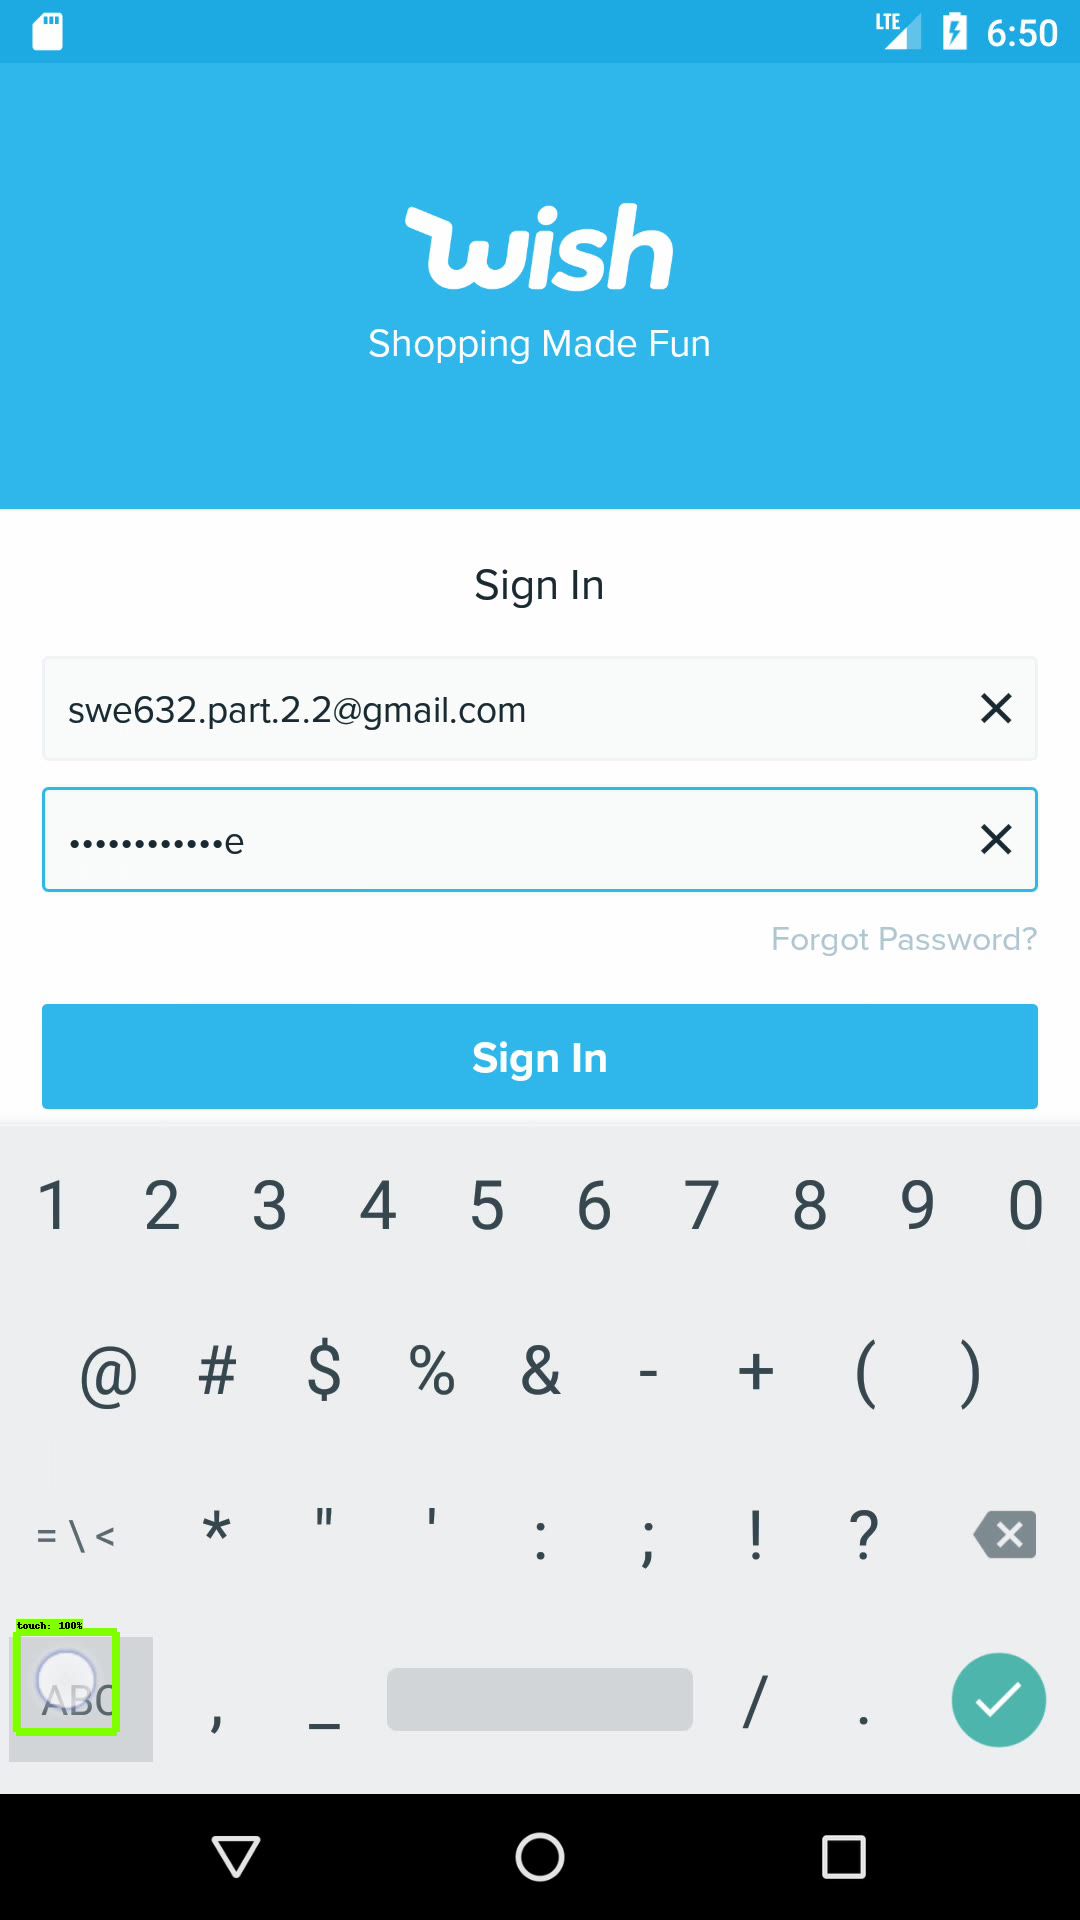 LTE 6:50
wish
Shopping Made Fun
Sign In
swe632.part.2.2@gmail.com
••••••••••••e
Forgot Password?
Sign In
1 2 3 4 5 6 7 8 9 0
@ # $ % & - + ( )
= \ < * " ' : ; ! ?
touch: 100%
ABC , _ / .